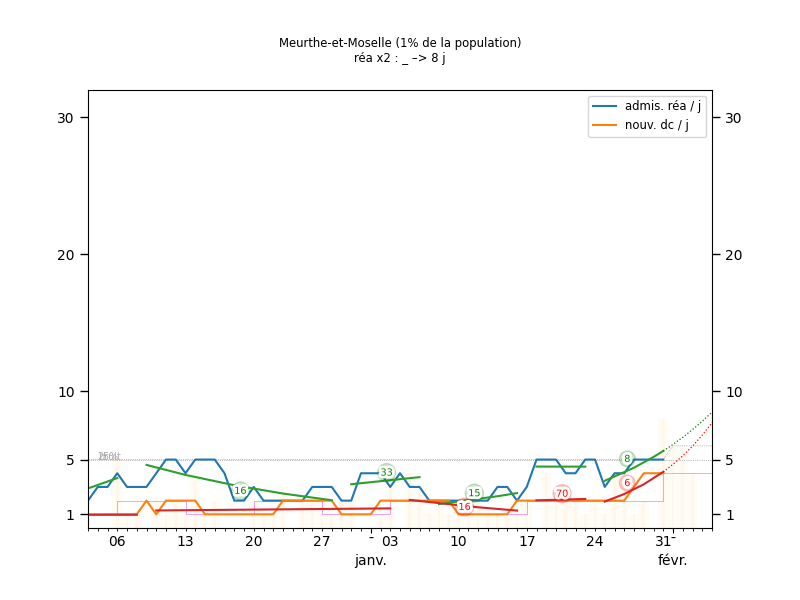 Meurthe-et-Moselle (1% de la population)
réa x2 : _ –> 8 j
admis. réa / j
nouv. dc / j
30 30
20 20
10 10
5 5
1 1
33
16
15
16
70
8
6
06 13 20 27 - 03 10 17 24 31 -
janv. févr.